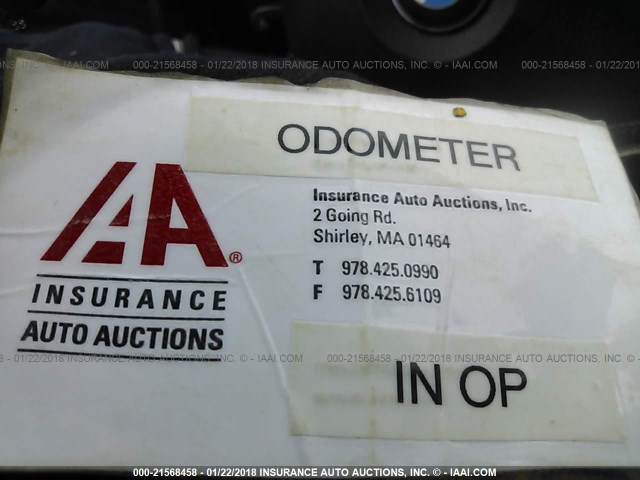 000-21568458 - 01/22/2018 INSURANCE AUTO AUCTIONS, INC. © - IAAI.COM
ODOMETER
Insurance Auto Auctions, Inc.
2 Going Rd.
Shirley, MA 01464
T 978.425.0990
F 978.425.6109
IAA®
INSURANCE
AUTO AUCTIONS
000-21568458 - 01/22/2018 INSURANCE AUTO AUCTIONS, INC. © - IAAI.COM
IN OP
000-21568458 - 01/22/2018 INSURANCE AUTO AUCTIONS, INC. © - IAAI.COM